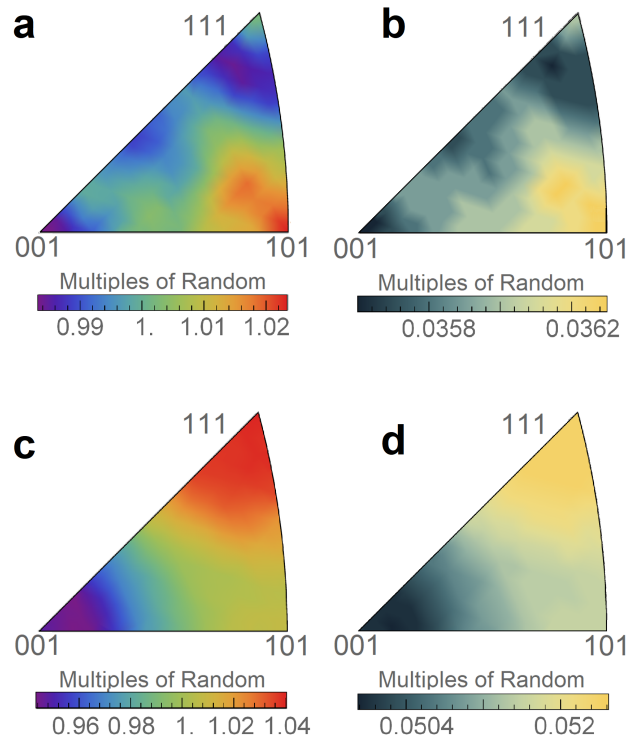 a
111
001
101
Multiples of Random
0.99 1. 1.01 1.02
b
111
001
101
Multiples of Random
0.0358 0.0362
c
111
001
101
Multiples of Random
0.96 0.98 1. 1.02 1.04
d
111
001
101
Multiples of Random
0.0504 0.052